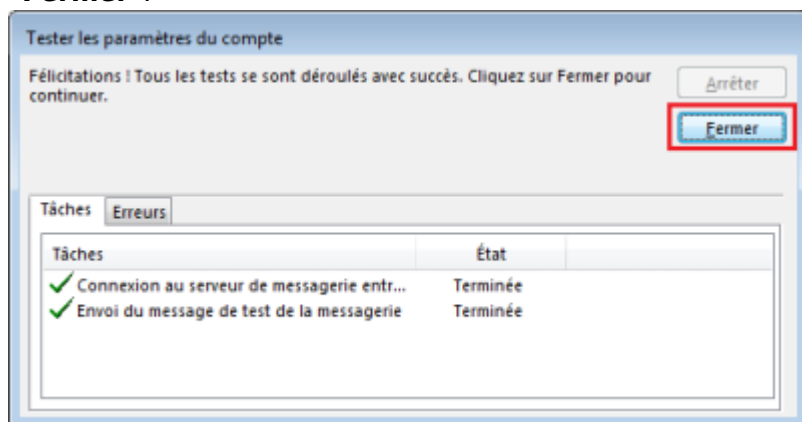 Tester les paramètres du compte
Félicitations ! Tous les tests se sont déroulés avec succès. Cliquez sur Fermer pour
continuer.
Arrêter
Fermer
Tâches Erreurs
Tâches État
Connexion au serveur de messagerie entr... Terminée
Envoi du message de test de la messagerie Terminée